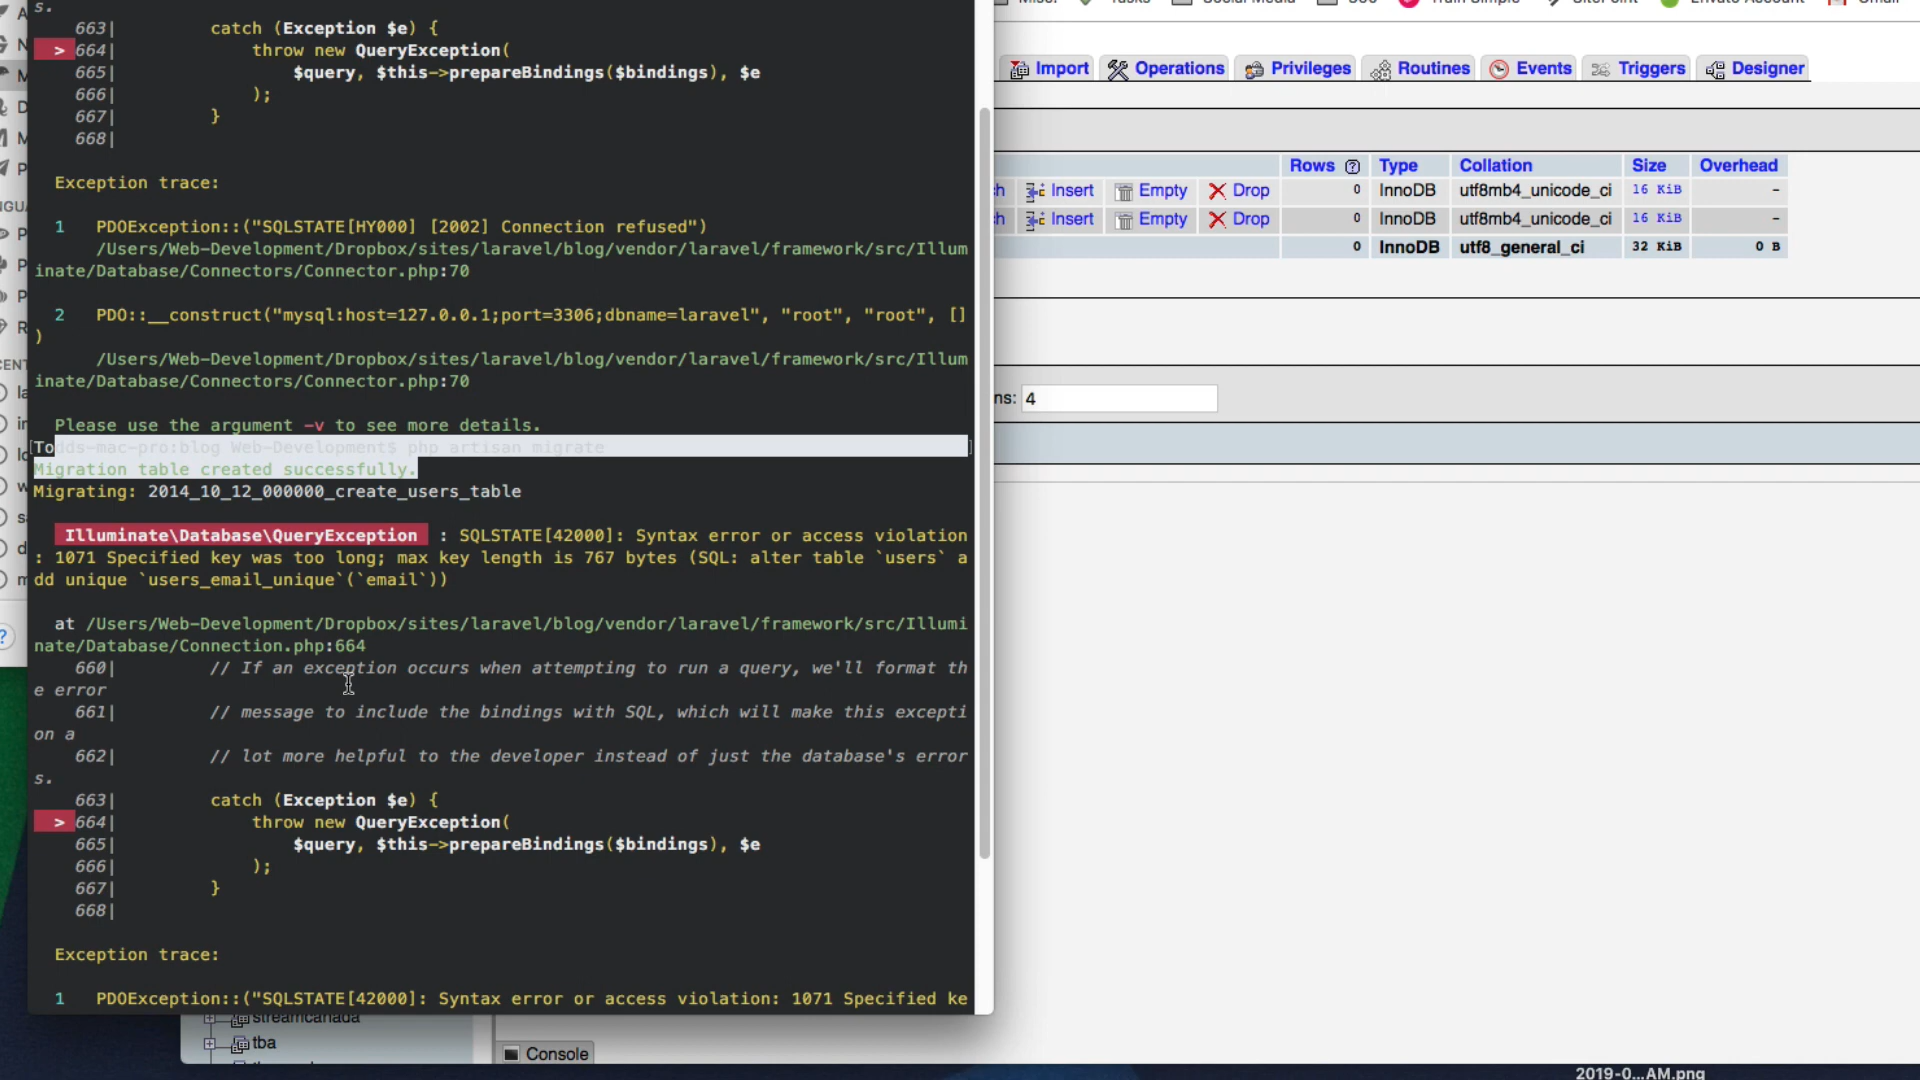 s.
663|         catch (Exception $e) {
> 664|             throw new QueryException(
665|                 $query, $this->prepareBindings($bindings), $e
666|             );
667|         }
668|
Exception trace:
1   PDOException::("SQLSTATE[HY000] [2002] Connection refused")
/Users/Web-Development/Dropbox/sites/laravel/blog/vendor/laravel/framework/src/Illum
inate/Database/Connectors/Connector.php:70
2   PDO::__construct("mysql:host=127.0.0.1;port=3306;dbname=laravel", "root", "root", []
)
/Users/Web-Development/Dropbox/sites/laravel/blog/vendor/laravel/framework/src/Illum
inate/Database/Connectors/Connector.php:70
Please use the argument -v to see more details.
[Todds-mac-pro:blog Web-Development$ php artisan migrate ]
Migration table created successfully.
Migrating: 2014_10_12_000000_create_users_table
Illuminate\Database\QueryException  : SQLSTATE[42000]: Syntax error or access violation
: 1071 Specified key was too long; max key length is 767 bytes (SQL: alter table `users` a
dd unique `users_email_unique`(`email`))
at /Users/Web-Development/Dropbox/sites/laravel/blog/vendor/laravel/framework/src/Illumi
nate/Database/Connection.php:664
660|         // If an exception occurs when attempting to run a query, we'll format th
e error
661|         // message to include the bindings with SQL, which will make this excepti
on a
662|         // lot more helpful to the developer instead of just the database's error
s.
663|         catch (Exception $e) {
> 664|             throw new QueryException(
665|                 $query, $this->prepareBindings($bindings), $e
666|             );
667|         }
668|
Exception trace:
1   PDOException::("SQLSTATE[42000]: Syntax error or access violation: 1071 Specified ke
Import Operations Privileges Routines Events Triggers Designer
Rows Type Collation Size Overhead
Insert Empty Drop 0 InnoDB utf8mb4_unicode_ci 16 KiB -
Insert Empty Drop 0 InnoDB utf8mb4_unicode_ci 16 KiB -
0 InnoDB utf8_general_ci 32 KiB 0 B
ns: 4
streamcanada
tba
Console
2019-0...AM.png